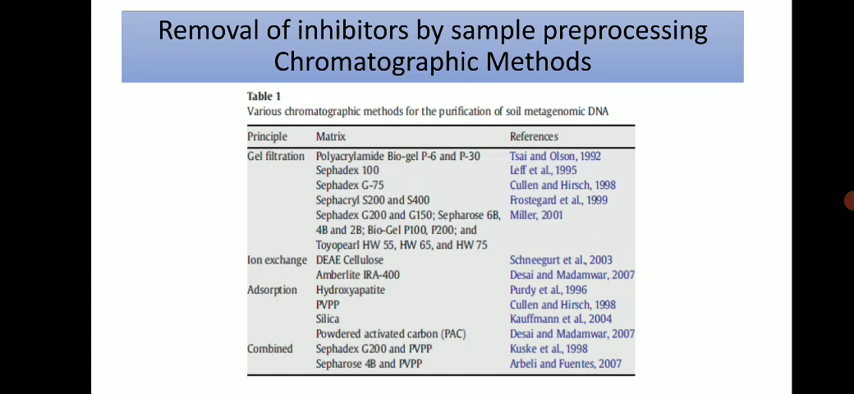 Removal of inhibitors by sample preprocessing
Chromatographic Methods
Table 1
Various chromatographic methods for the purification of soil metagenomic DNA
Principle Matrix References
Gel filtration Polyacrylamide Bio-gel P-6 and P-30 Tsai and Olson, 1992
Sephadex 100 Leff et al., 1995
Sephadex G-75 Cullen and Hirsch, 1998
Sephacryl S200 and S400 Frostegard et al., 1999
Sephadex G200 and G150; Sepharose 6B, Miller, 2001
4B and 2B; Bio-Gel P100, P200; and
Toyopearl HW 55, HW 65, and HW 75
Ion exchange DEAE Cellulose Schneegurt et al., 2003
Amberlite IRA-400 Desai and Madamwar, 2007
Adsorption Hydroxyapatite Purdy et al., 1996
PVPP Cullen and Hirsch, 1998
Silica Kauffmann et al., 2004
Powdered activated carbon (PAC) Desai and Madamwar, 2007
Combined Sephadex G200 and PVPP Kuske et al., 1998
Sepharose 4B and PVPP Arbeli and Fuentes, 2007